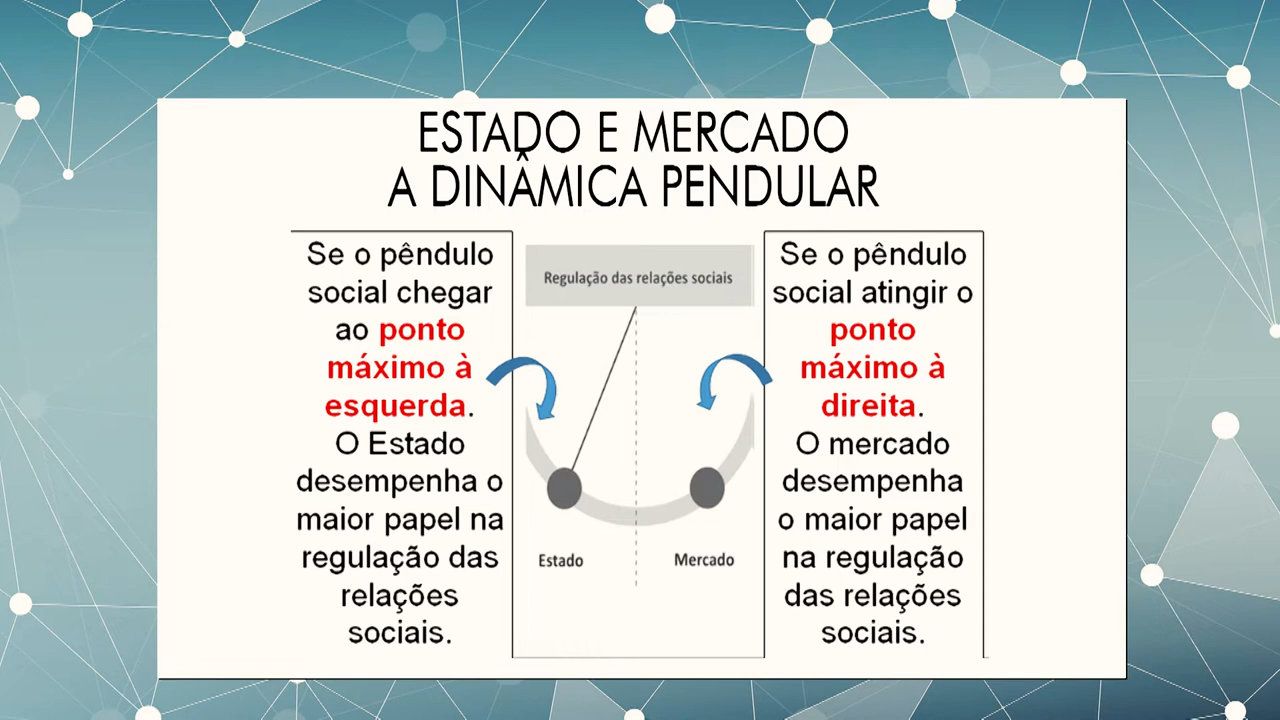 ESTADO E MERCADO
A DINÂMICA PENDULAR
Se o pêndulo
social chegar
ao ponto
máximo à
esquerda.
O Estado
desempenha o
maior papel na
regulação das
relações
sociais.
Regulação das relações sociais
Estado
Mercado
Se o pêndulo
social atingir o
ponto
máximo à
direita.
O mercado
desempenha
o maior papel
na regulação
das relações
sociais.